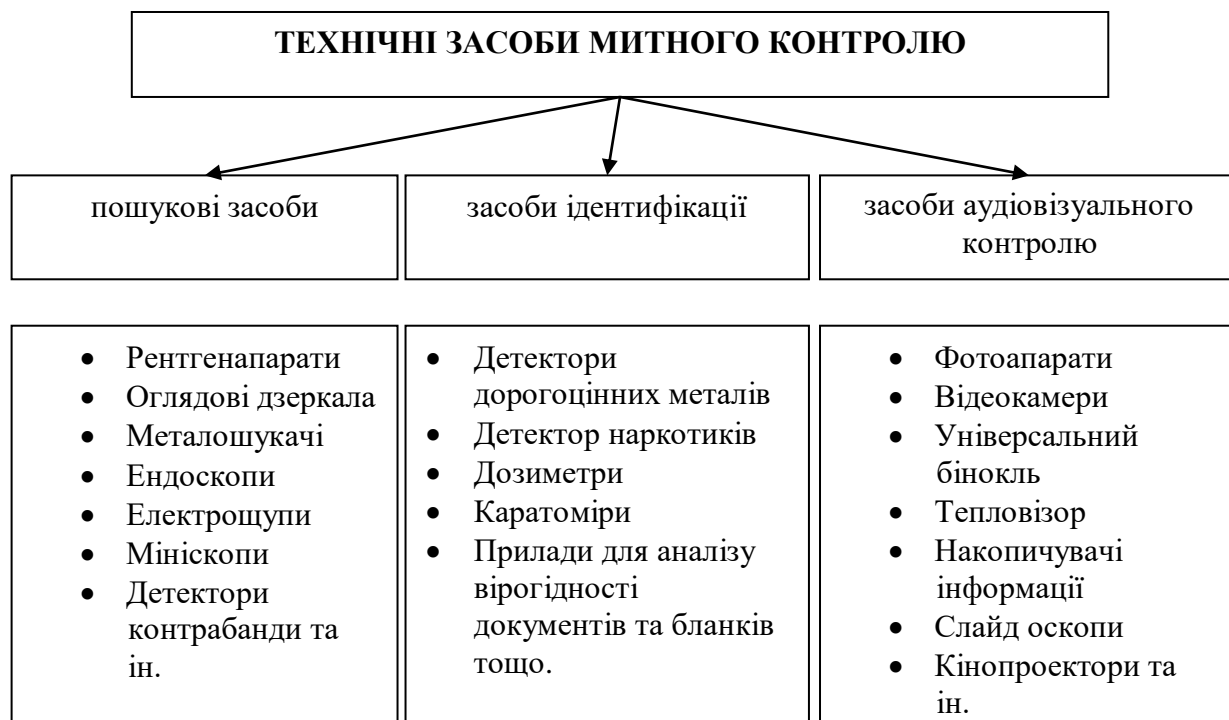 ТЕХНІЧНІ ЗАСОБИ МИТНОГО КОНТРОЛЮ
пошукові засоби
засоби ідентифікації
засоби аудіовізуального
контролю
• Рентгенапарати
• Оглядові дзеркала
• Металошукачі
• Ендоскопи
• Електрощупи
• Мініскопи
• Детектори
контрабанди та
ін.
• Детектори
дорогоцінних металів
• Детектор наркотиків
• Дозиметри
• Каратоміри
• Прилади для аналізу
вірогідності
документів та бланків
тощо.
• Фотоапарати
• Відеокамери
• Універсальний
бінокль
• Тепловізор
• Накопичувачі
інформації
• Слайд оскопи
• Кінопроектори та
ін.